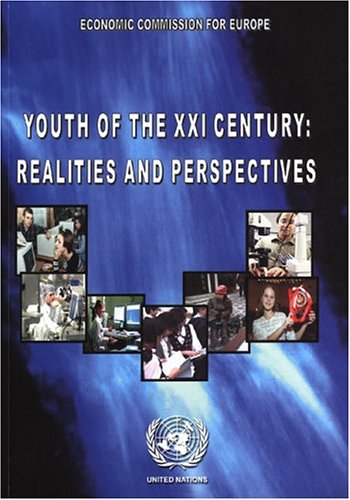 ECONOMIC COMMISSION FOR EUROPE
YOUTH OF THE XXI CENTURY:
REALITIES AND PERSPECTIVES
UNITED NATIONS